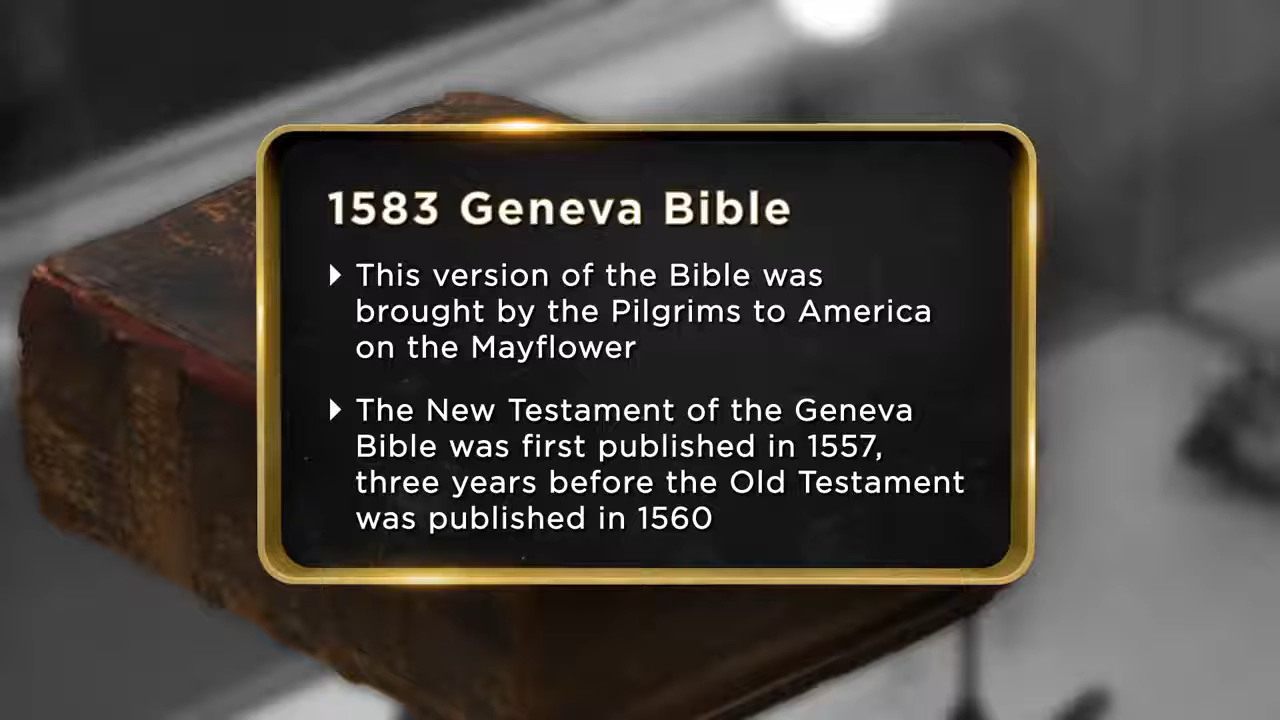 1583 Geneva Bible
This version of the Bible was
brought by the Pilgrims to America
on the Mayflower
The New Testament of the Geneva
Bible was first published in 1557,
three years before the Old Testament
was published in 1560